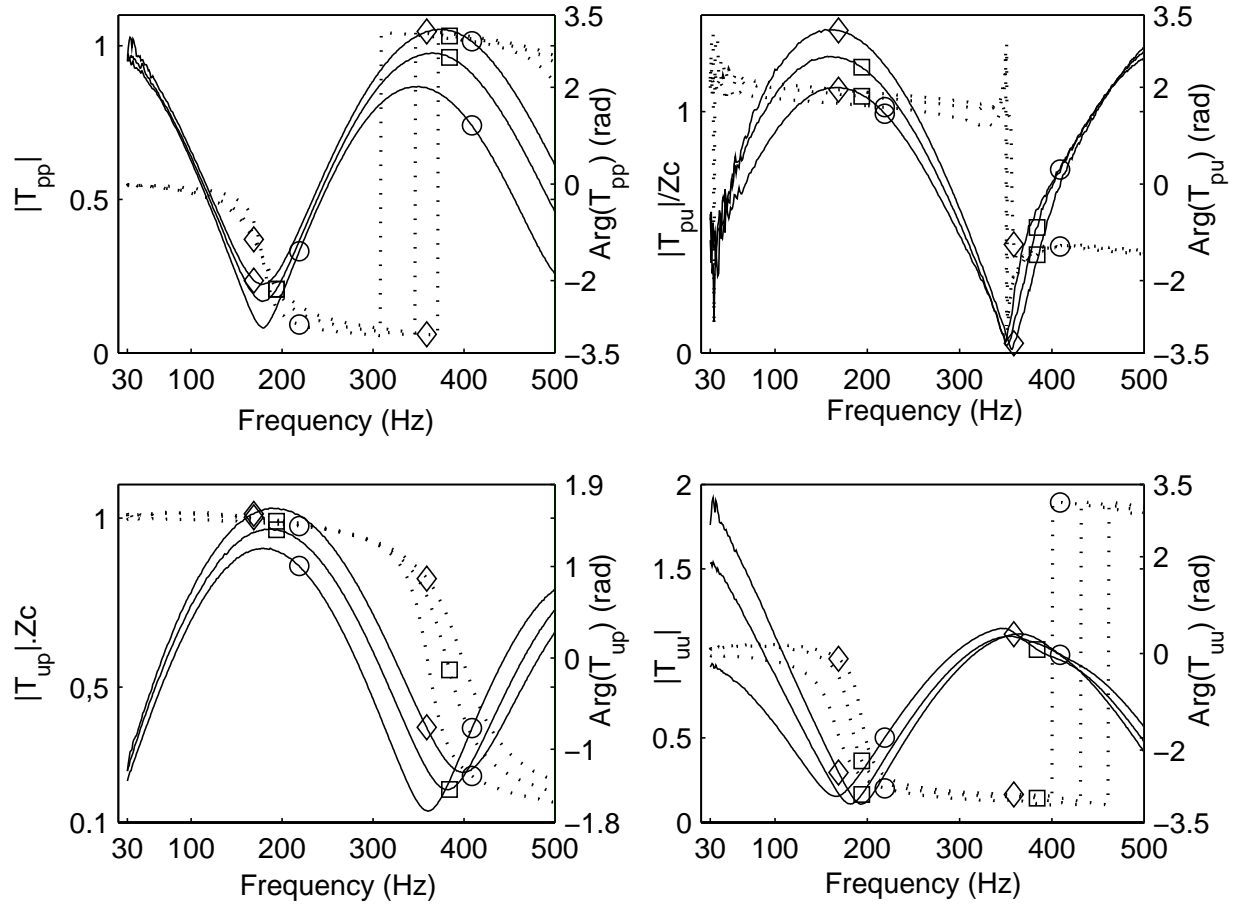 1
0.5
0
|T_pp|
3.5
2
0
−2
−3.5
Arg(T_pp) (rad)
30 100 200 300 400 500
Frequency (Hz)
1
0
|T_pu|/Zc
3.5
2
0
−2
−3.5
Arg(T_pu) (rad)
30 100 200 300 400 500
Frequency (Hz)
1
0,5
0.1
|T_up|.Zc
1.9
1
0
−1
−1.8
Arg(T_up) (rad)
30 100 200 300 400 500
Frequency (Hz)
2
1.5
1
0.5
0
|T_uu|
3.5
2
0
−2
−3.5
Arg(T_uu) (rad)
30 100 200 300 400 500
Frequency (Hz)